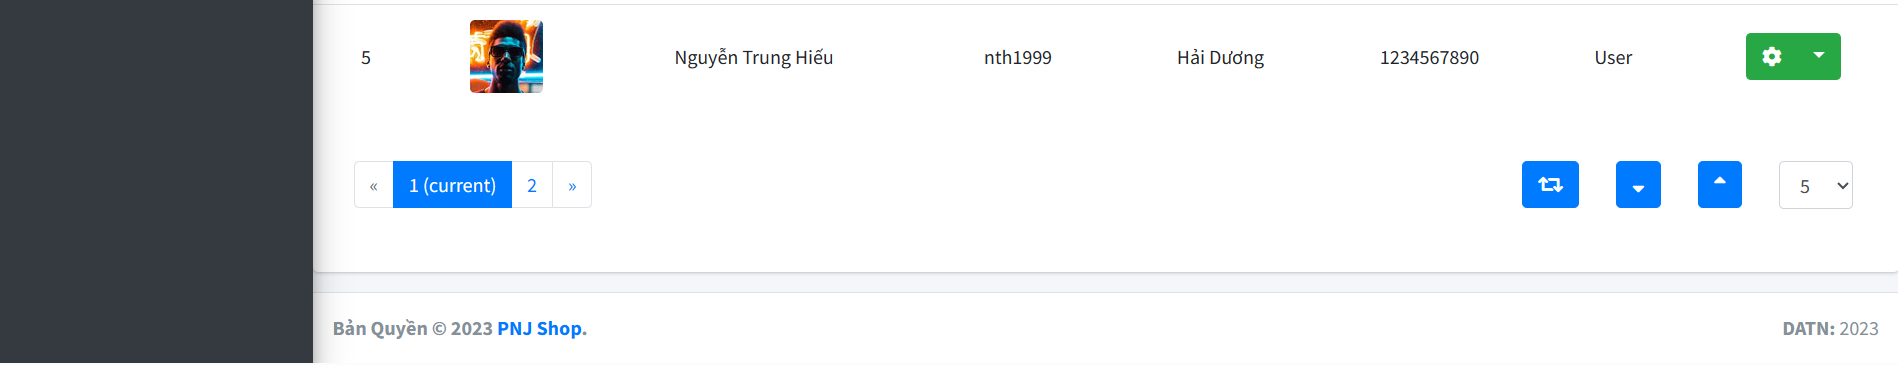 5 Nguyễn Trung Hiếu nth1999 Hải Dương 1234567890 User
« 1 (current) 2 » 5
Bản Quyền © 2023 PNJ Shop. DATN: 2023